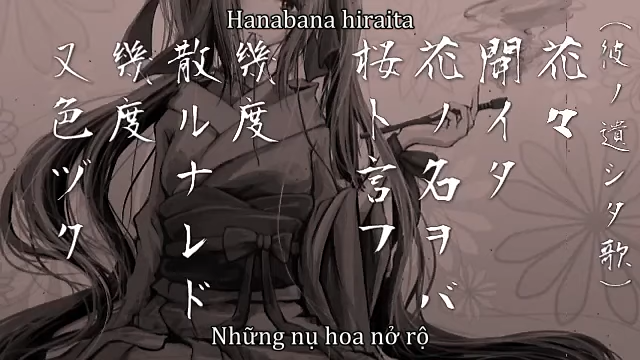 Hanabana hiraita
（彼ノ遺シタ歌）
花々
開イタ
花ノ名ヲバ
桜ト言フ
幾度
散ルナレド
幾度
又色ヅク
Những nụ hoa nở rộ